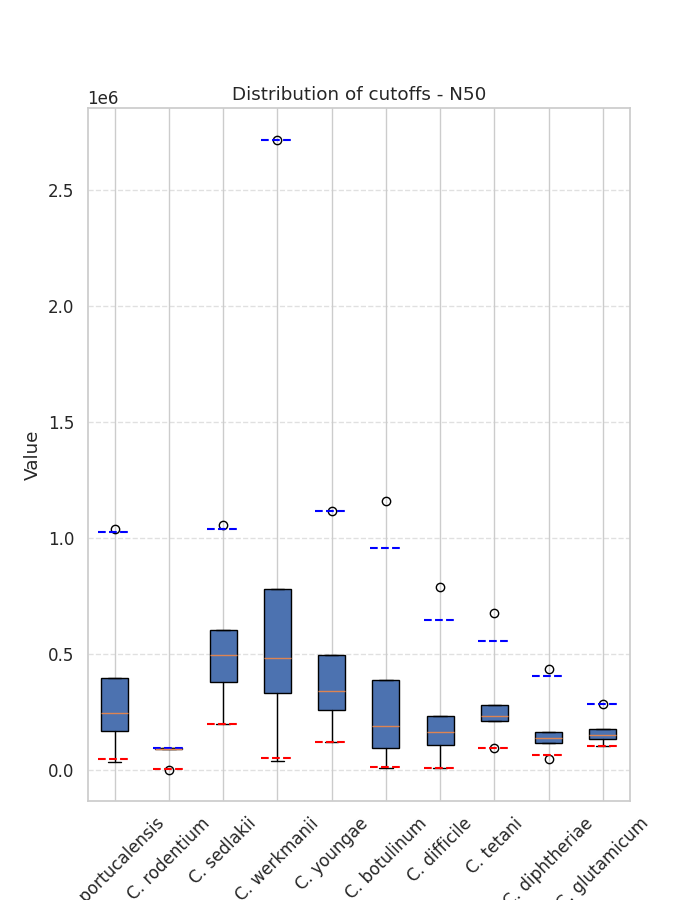 Distribution of cutoffs - N50
1e6
2.5
2.0
1.5
1.0
0.5
0.0
Value
portucalensis
C. rodentium
C. sedlakii
C. werkmanii
C. youngae
C. botulinum
C. difficile
C. tetani
C. diphtheriae
C. glutamicum